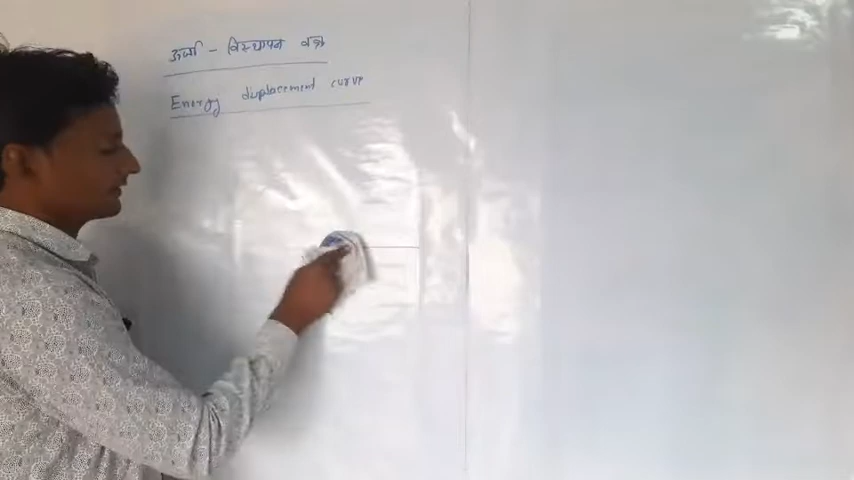 ऊर्जा - विस्थापन वक्र
Energy displacement curve